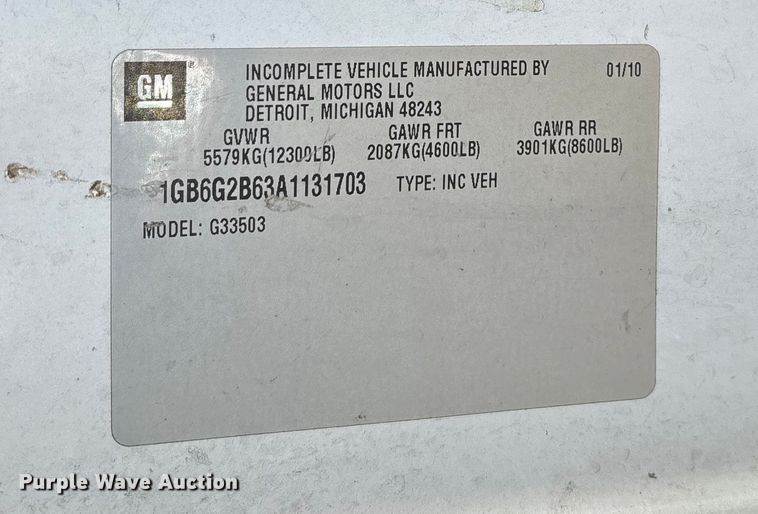 GM
INCOMPLETE VEHICLE MANUFACTURED BY 01/10
GENERAL MOTORS LLC
DETROIT, MICHIGAN 48243
GVWR GAWR FRT GAWR RR
5579KG(12300LB) 2087KG(4600LB) 3901KG(8600LB)
1GB6G2B63A1131703 TYPE: INC VEH
MODEL: G33503
Purple Wave Auction